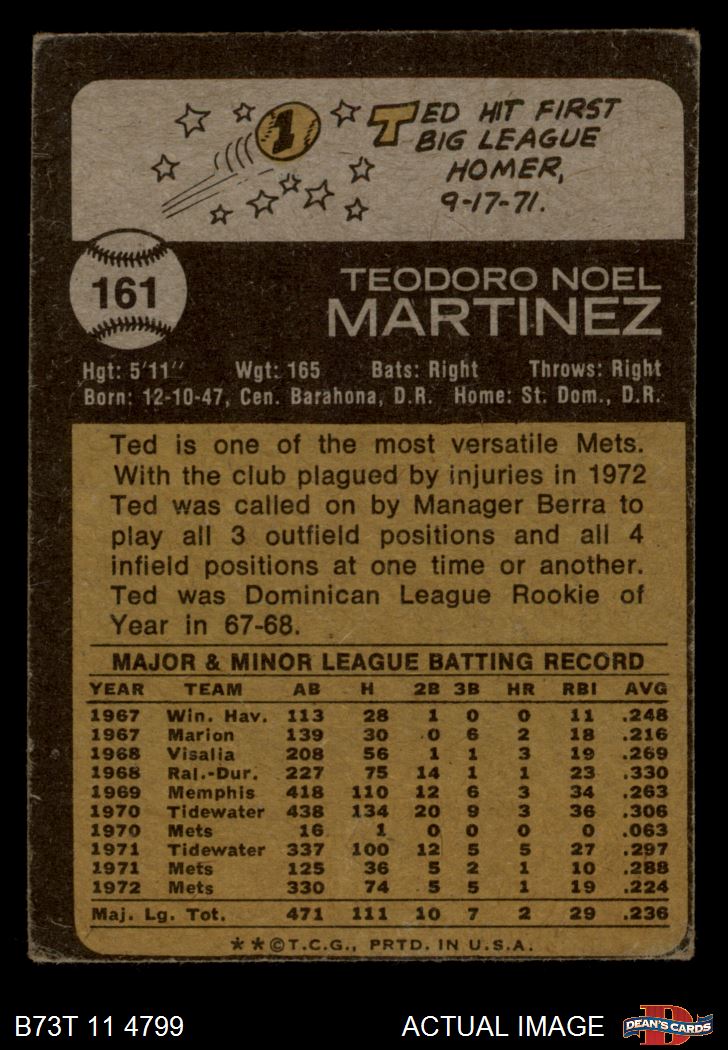 1
TED HIT FIRST
BIG LEAGUE
HOMER,
9-17-71.
161
TEODORO NOEL
MARTINEZ
Hgt: 5'11" Wgt: 165 Bats: Right Throws: Right
Born: 12-10-47, Cen. Barahona, D.R. Home: St. Dom., D.R.
Ted is one of the most versatile Mets.
With the club plagued by injuries in 1972
Ted was called on by Manager Berra to
play all 3 outfield positions and all 4
infield positions at one time or another.
Ted was Dominican League Rookie of
Year in 67-68.
MAJOR & MINOR LEAGUE BATTING RECORD
YEAR TEAM AB H 2B 3B HR RBI AVG
1967 Win. Hav. 113 28 1 0 0 11 .248
1967 Marion 139 30 0 6 2 18 .216
1968 Visalia 208 56 1 1 3 19 .269
1968 Ral.-Dur. 227 75 14 1 1 23 .330
1969 Memphis 418 110 12 6 3 34 .263
1970 Tidewater 438 134 20 9 3 36 .306
1970 Mets 16 1 0 0 0 0 .063
1971 Tidewater 337 100 12 5 5 27 .297
1971 Mets 125 36 5 2 1 10 .288
1972 Mets 330 74 5 5 1 19 .224
Maj. Lg. Tot. 471 111 10 7 2 29 .236
**©T.C.G., PRTD. IN U.S.A.
B73T 11 4799 ACTUAL IMAGE
DEAN'S CARDS